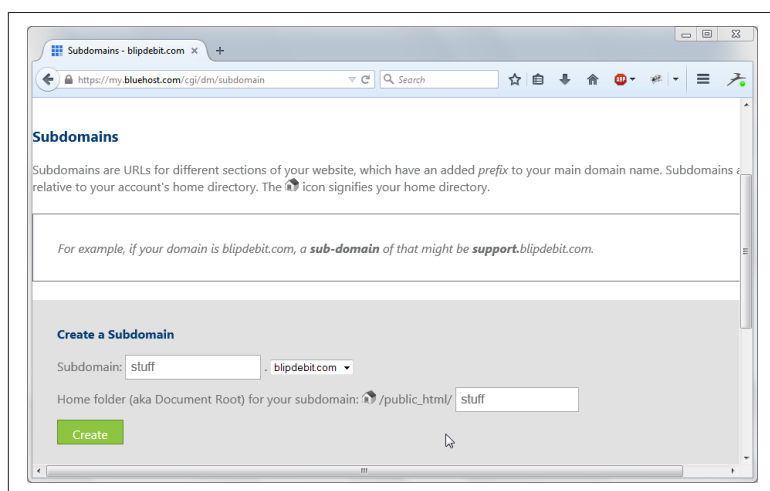 Subdomains - blipdebit.com × +
https://my.bluehost.com/cgi/dm/subdomain Search ABP
Subdomains
Subdomains are URLs for different sections of your website, which have an added prefix to your main domain name. Subdomains a
relative to your account's home directory. The icon signifies your home directory.
For example, if your domain is blipdebit.com, a sub-domain of that might be support.blipdebit.com.
Create a Subdomain
Subdomain: stuff . blipdebit.com
Home folder (aka Document Root) for your subdomain: /public_html/ stuff
Create